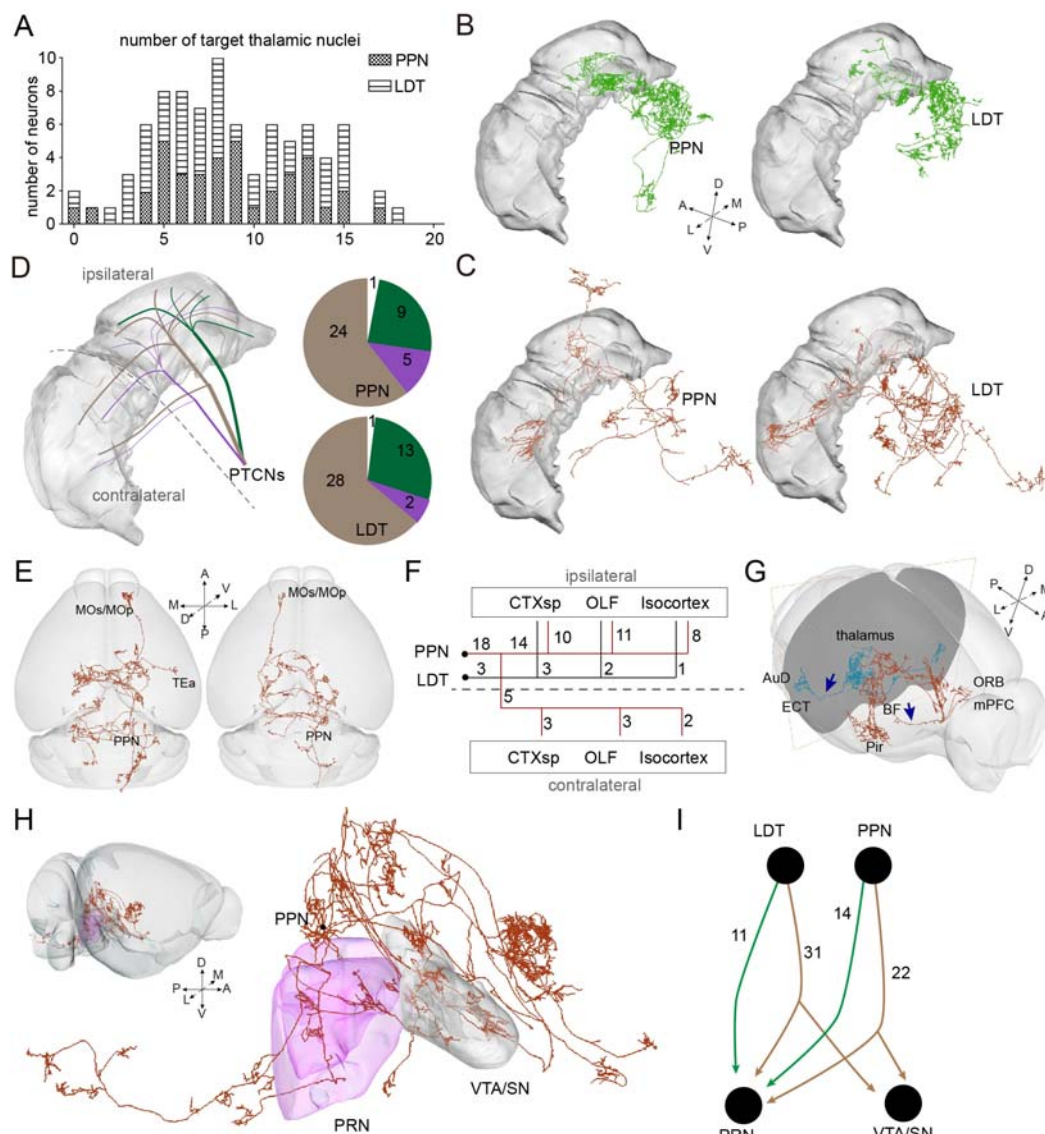 A
number of target thalamic nuclei
PPN
LDT
number of neurons
10
8
6
4
2
0
0 5 10 15 20
B
PPN
LDT
D
A M
L P
V
C
PPN
LDT
D
ipsilateral
contralateral
PTCNs
1
9
24
5
PPN
1
13
28
2
LDT
E
MOs/MOp
A
V
M L
D
P
MOs/MOp
TEa
PPN
PPN
F
ipsilateral
CTXsp OLF Isocortex
PPN 18 14 10 11 8
LDT 3 3 2 1
5
3 3 2
CTXsp OLF Isocortex
contralateral
G
D
P
L A
V
thalamus
AuD
ECT
BF
ORB
mPFC
Pir
H
D
M
P A
L
V
PPN
PRN
VTA/SN
I
LDT PPN
11
14
31
22
PRN
VTA/SN